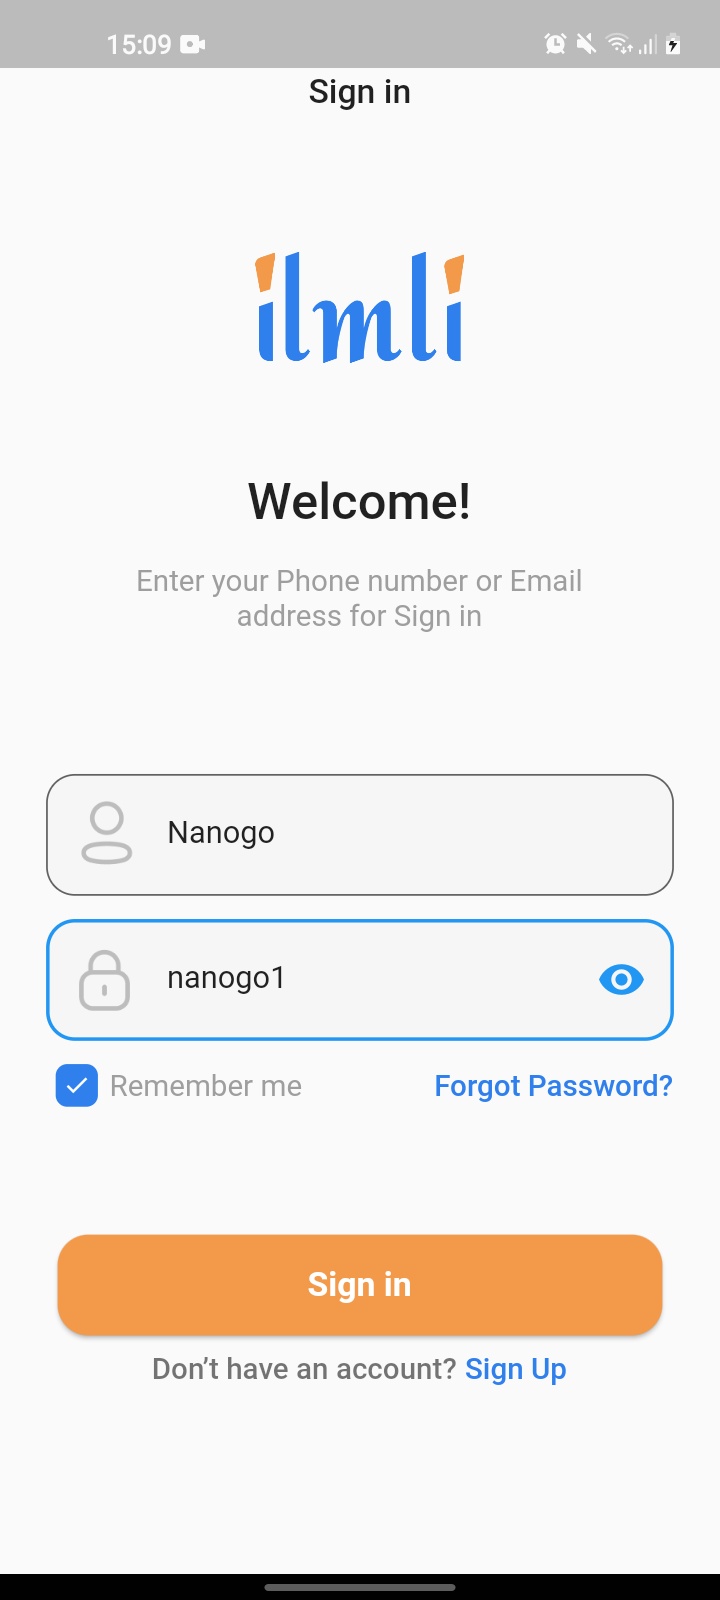 15:09
Sign in
ilmli
Welcome!
Enter your Phone number or Email
address for Sign in
Nanogo
nanogo1
Remember me
Forgot Password?
Sign in
Don’t have an account? Sign Up